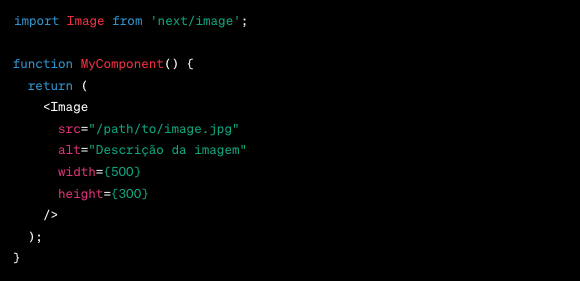 import Image from 'next/image';

function MyComponent() {
  return (
    <Image
      src="/path/to/image.jpg"
      alt="Descrição da imagem"
      width={500}
      height={300}
    />
  );
}